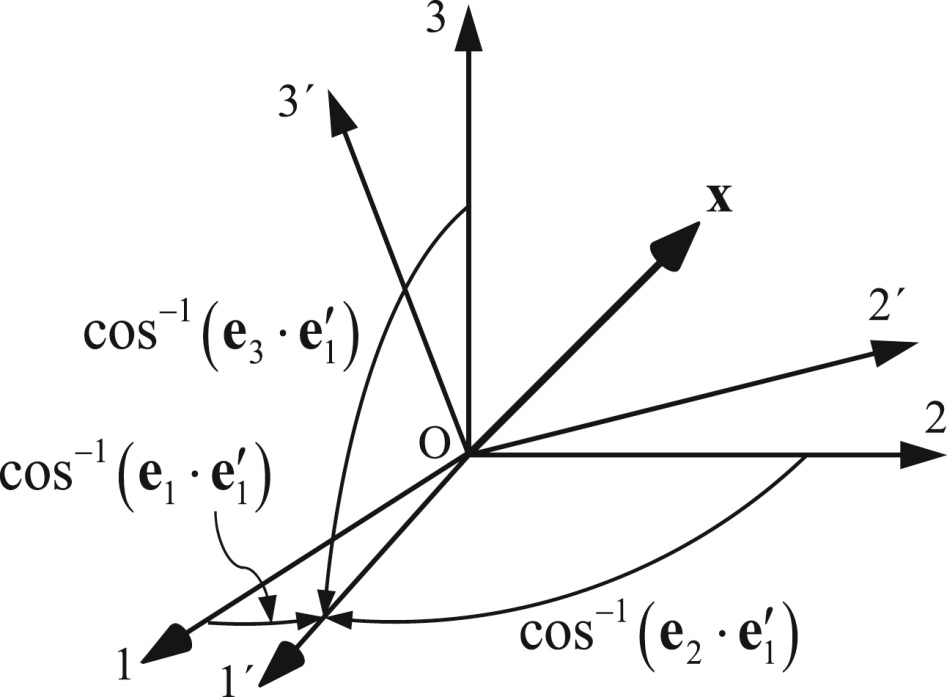 3
3´
x
cos⁻¹(e₃ · e′₁)
2´
O
2
cos⁻¹(e₁ · e′₁)
cos⁻¹(e₂ · e′₁)
1
1´